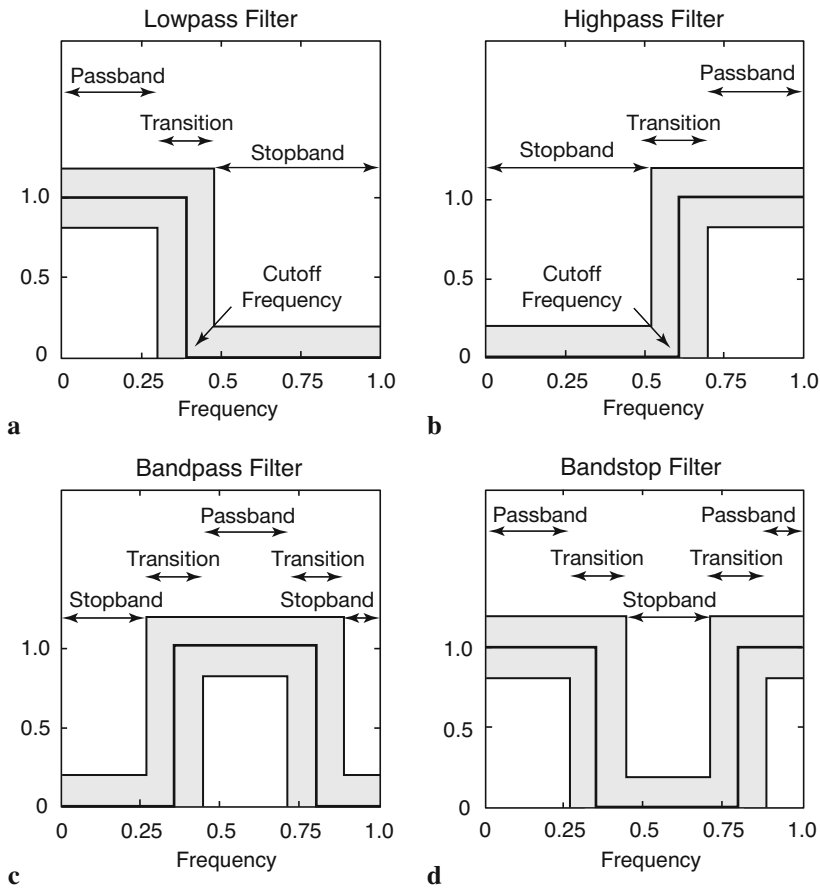 Lowpass Filter
Passband
Transition
Stopband
1.0
0.5
0
Cutoff
Frequency
0 0.25 0.5 0.75 1.0
Frequency
a
Highpass Filter
Passband
Transition
Stopband
1.0
0.5
0
Cutoff
Frequency
0 0.25 0.5 0.75 1.0
Frequency
b
Bandpass Filter
Passband
Transition Transition
Stopband Stopband
1.0
0.5
0
0 0.25 0.5 0.75 1.0
Frequency
c
Bandstop Filter
Passband Passband
Transition Transition
Stopband
1.0
0.5
0
0 0.25 0.5 0.75 1.0
Frequency
d